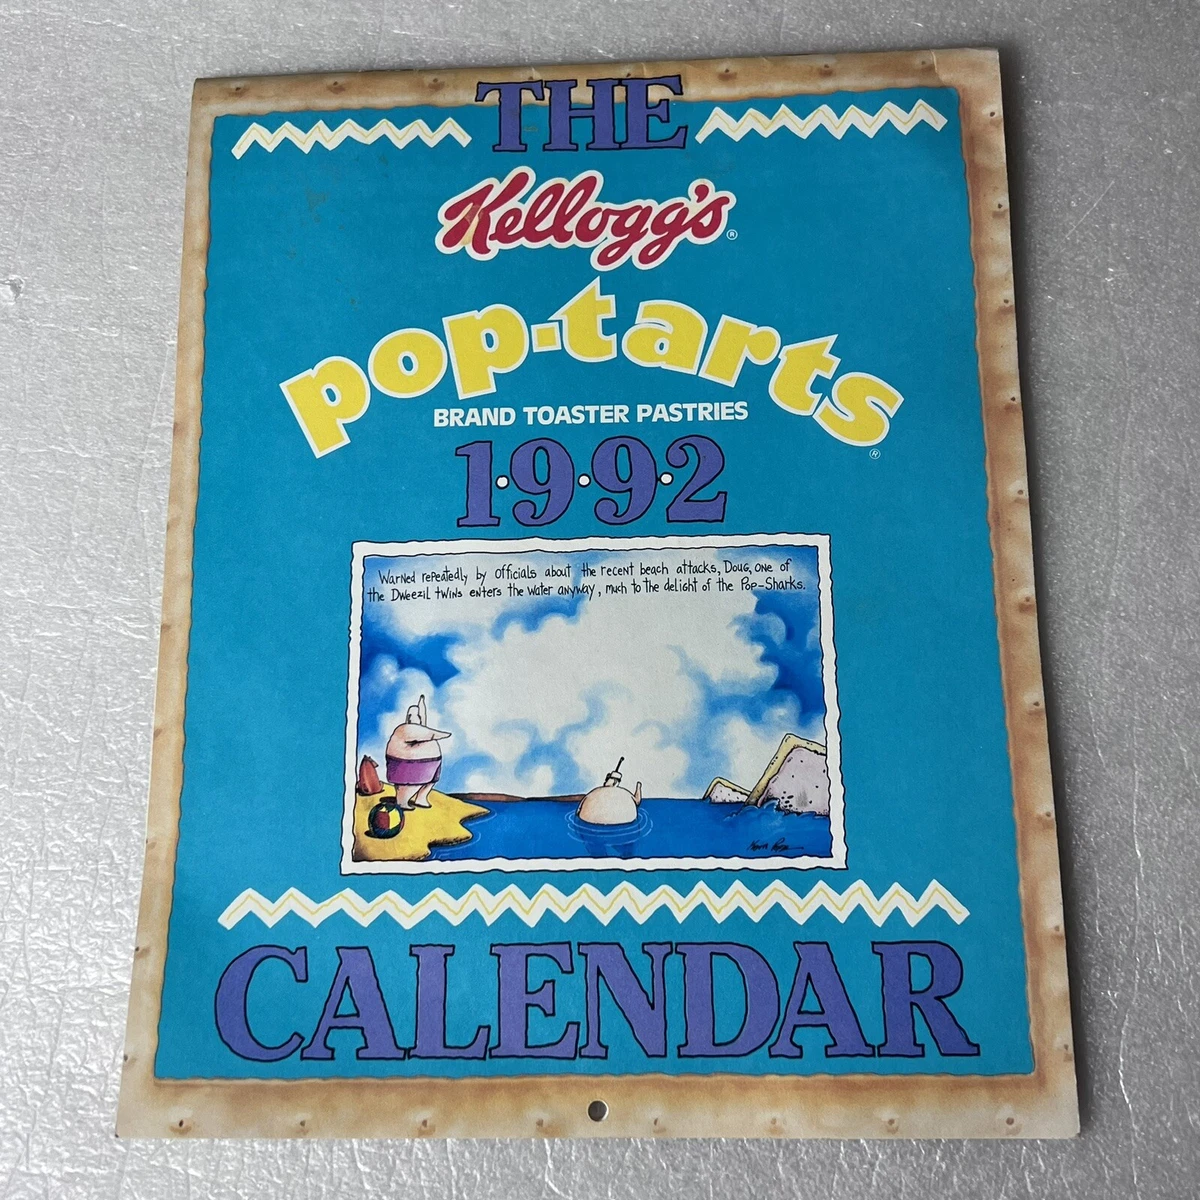 THE
Kellogg's®
pop-tarts®
BRAND TOASTER PASTRIES
1·9·9·2
Warned repeatedly by officials about the recent beach attacks, Doug, one of
the Dweezil twins enters the water anyway, much to the delight of the Pop-Sharks.
CALENDAR